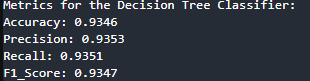 Metrics for the Decision Tree Classifier:
Accuracy: 0.9346
Precision: 0.9353
Recall: 0.9351
F1_Score: 0.9347